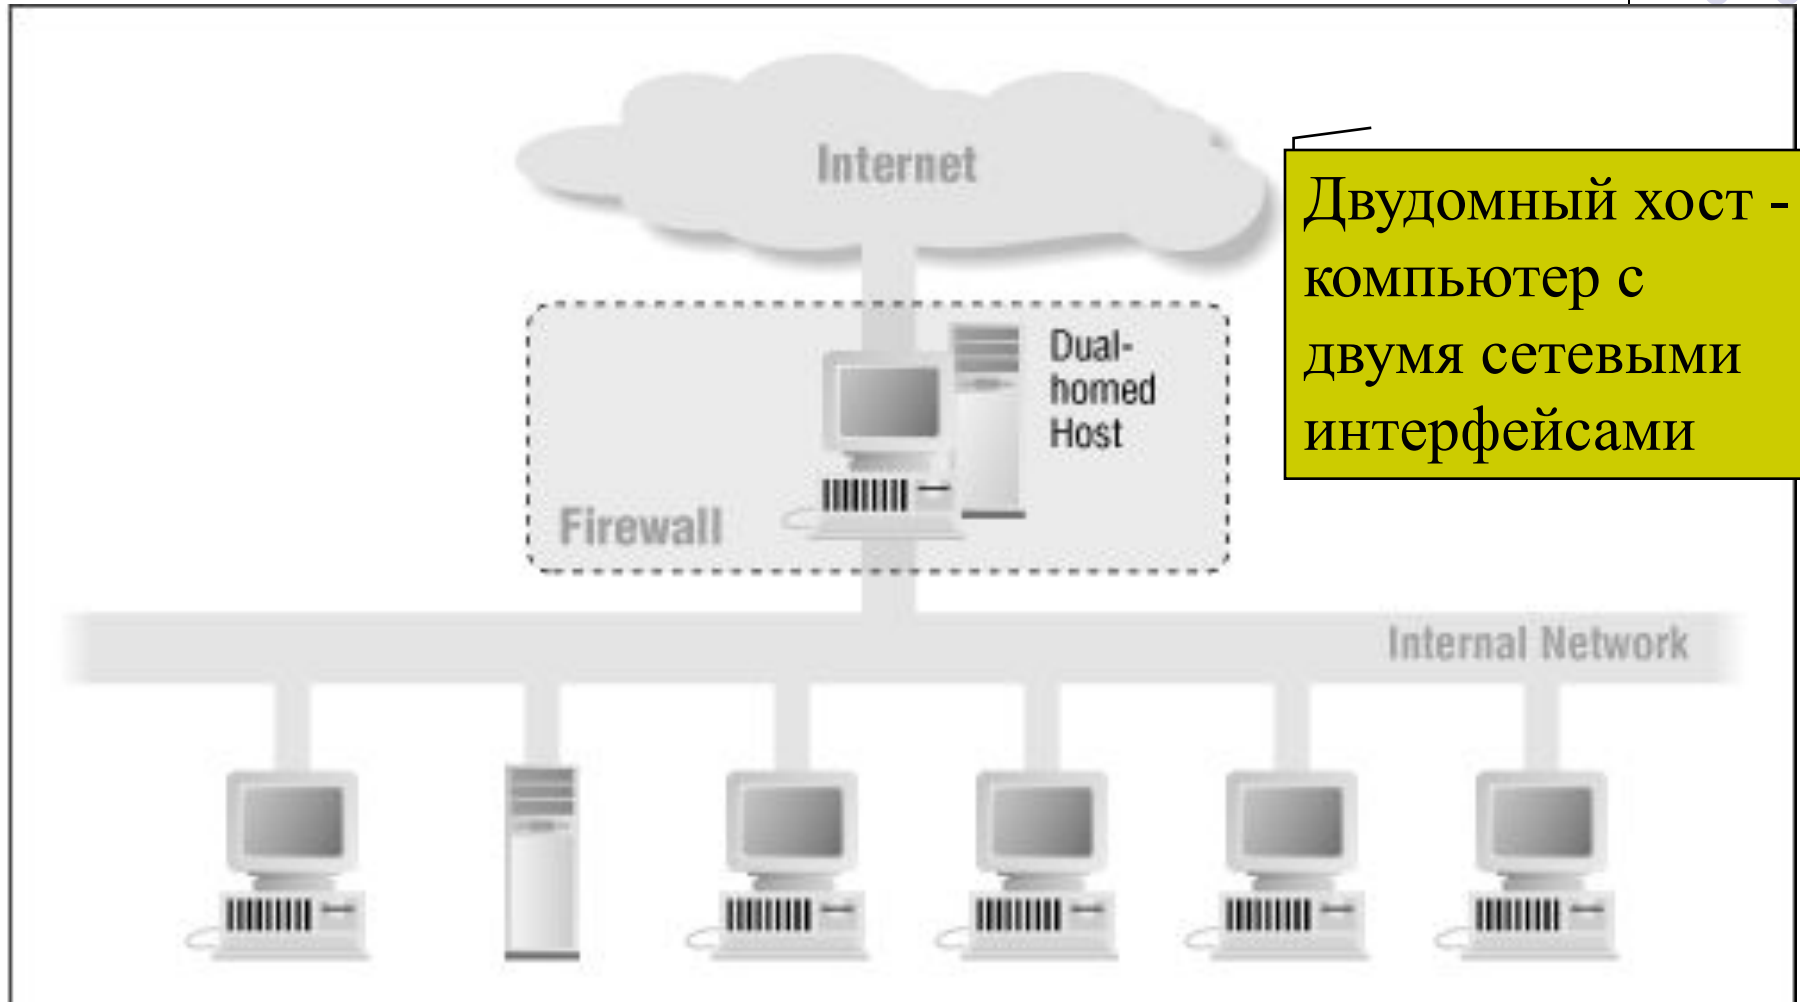 Internet
Двудомный хост -
компьютер с
двумя сетевыми
интерфейсами
Dual-
homed
Host
Firewall
Internal Network